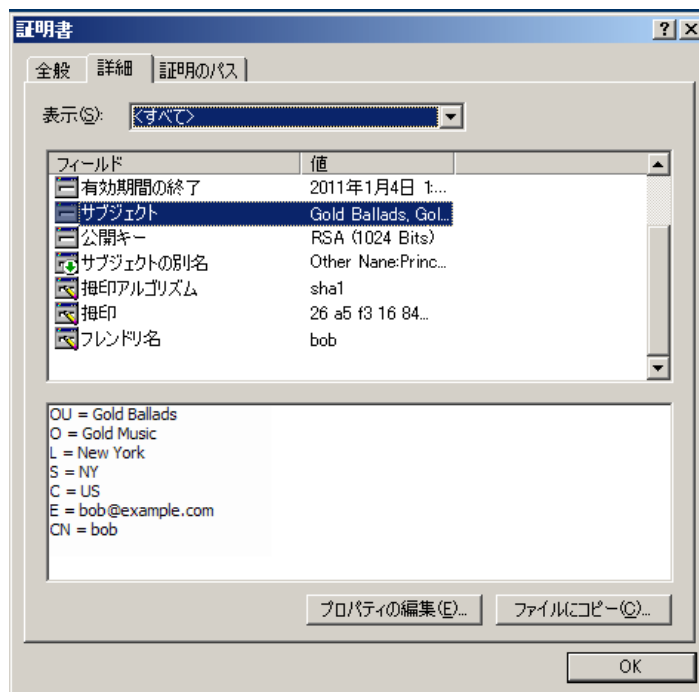 証明書
全般 詳細 証明のパス
表示(S): <すべて>
フィールド 値
有効期間の終了 2011年1月4日 1:...
サブジェクト Gold Ballads, Gol...
公開キー RSA (1024 Bits)
サブジェクトの別名 Other Nane:Princ...
拇印アルゴリズム sha1
拇印 26 a5 f3 16 84...
フレンドリ名 bob
OU = Gold Ballads
O = Gold Music
L = New York
S = NY
C = US
E = bob@example.com
CN = bob
プロパティの編集(E)... ファイルにコピー(C)...
OK